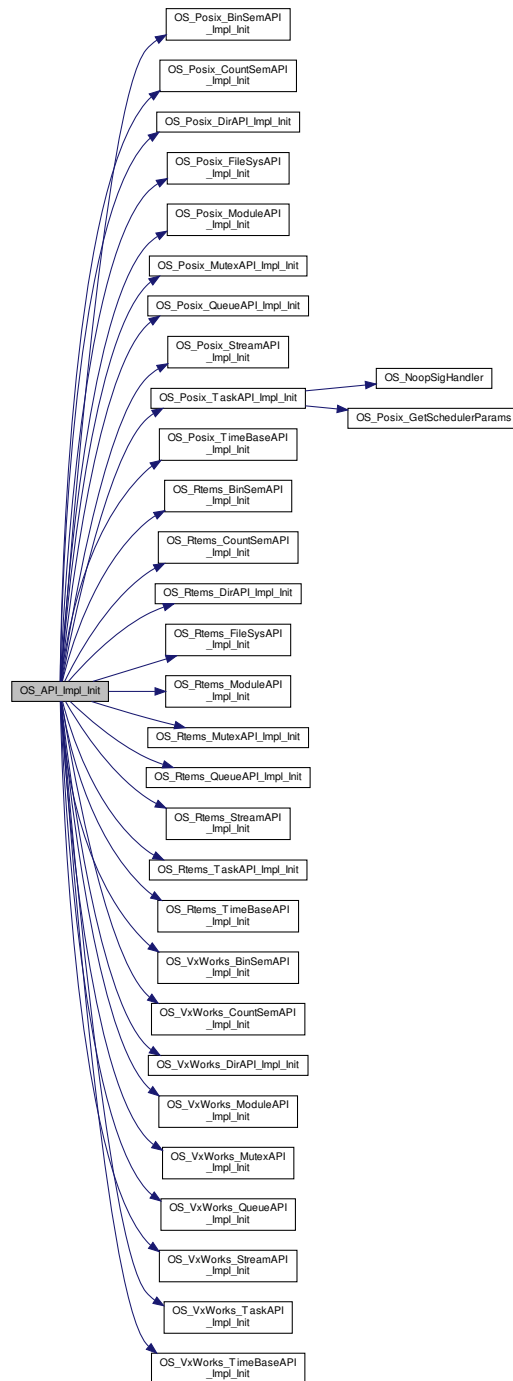 OS_Posix_BinSemAPI
_Impl_Init
OS_Posix_CountSemAPI
_Impl_Init
OS_Posix_DirAPI_Impl_Init
OS_Posix_FileSysAPI
_Impl_Init
OS_Posix_ModuleAPI
_Impl_Init
OS_Posix_MutexAPI_Impl_Init
OS_Posix_QueueAPI_Impl_Init
OS_Posix_StreamAPI
_Impl_Init
OS_NoopSigHandler
OS_Posix_TaskAPI_Impl_Init
OS_Posix_GetSchedulerParams
OS_Posix_TimeBaseAPI
_Impl_Init
OS_Rtems_BinSemAPI
_Impl_Init
OS_Rtems_CountSemAPI
_Impl_Init
OS_Rtems_DirAPI_Impl_Init
OS_Rtems_FileSysAPI
_Impl_Init
OS_API_Impl_Init
OS_Rtems_ModuleAPI
_Impl_Init
OS_Rtems_MutexAPI_Impl_Init
OS_Rtems_QueueAPI_Impl_Init
OS_Rtems_StreamAPI
_Impl_Init
OS_Rtems_TaskAPI_Impl_Init
OS_Rtems_TimeBaseAPI
_Impl_Init
OS_VxWorks_BinSemAPI
_Impl_Init
OS_VxWorks_CountSemAPI
_Impl_Init
OS_VxWorks_DirAPI_Impl_Init
OS_VxWorks_ModuleAPI
_Impl_Init
OS_VxWorks_MutexAPI
_Impl_Init
OS_VxWorks_QueueAPI
_Impl_Init
OS_VxWorks_StreamAPI
_Impl_Init
OS_VxWorks_TaskAPI
_Impl_Init
OS_VxWorks_TimeBaseAPI
_Impl_Init